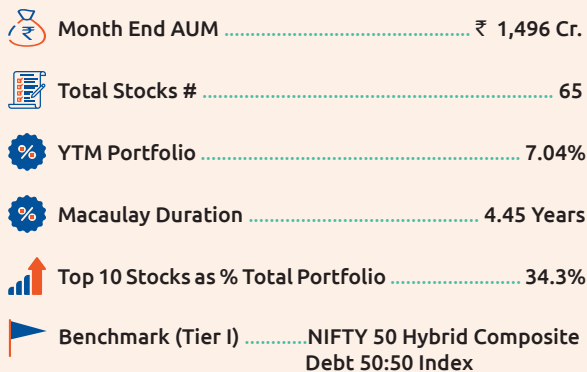 Month End AUM ........................................................ ₹ 1,496 Cr.
Total Stocks # ................................................................................ 65
YTM Portfolio ........................................................................ 7.04%
Macaulay Duration .................................................... 4.45 Years
Top 10 Stocks as % Total Portfolio ....................... 34.3%
Benchmark (Tier I) ............NIFTY 50 Hybrid Composite
Debt 50:50 Index